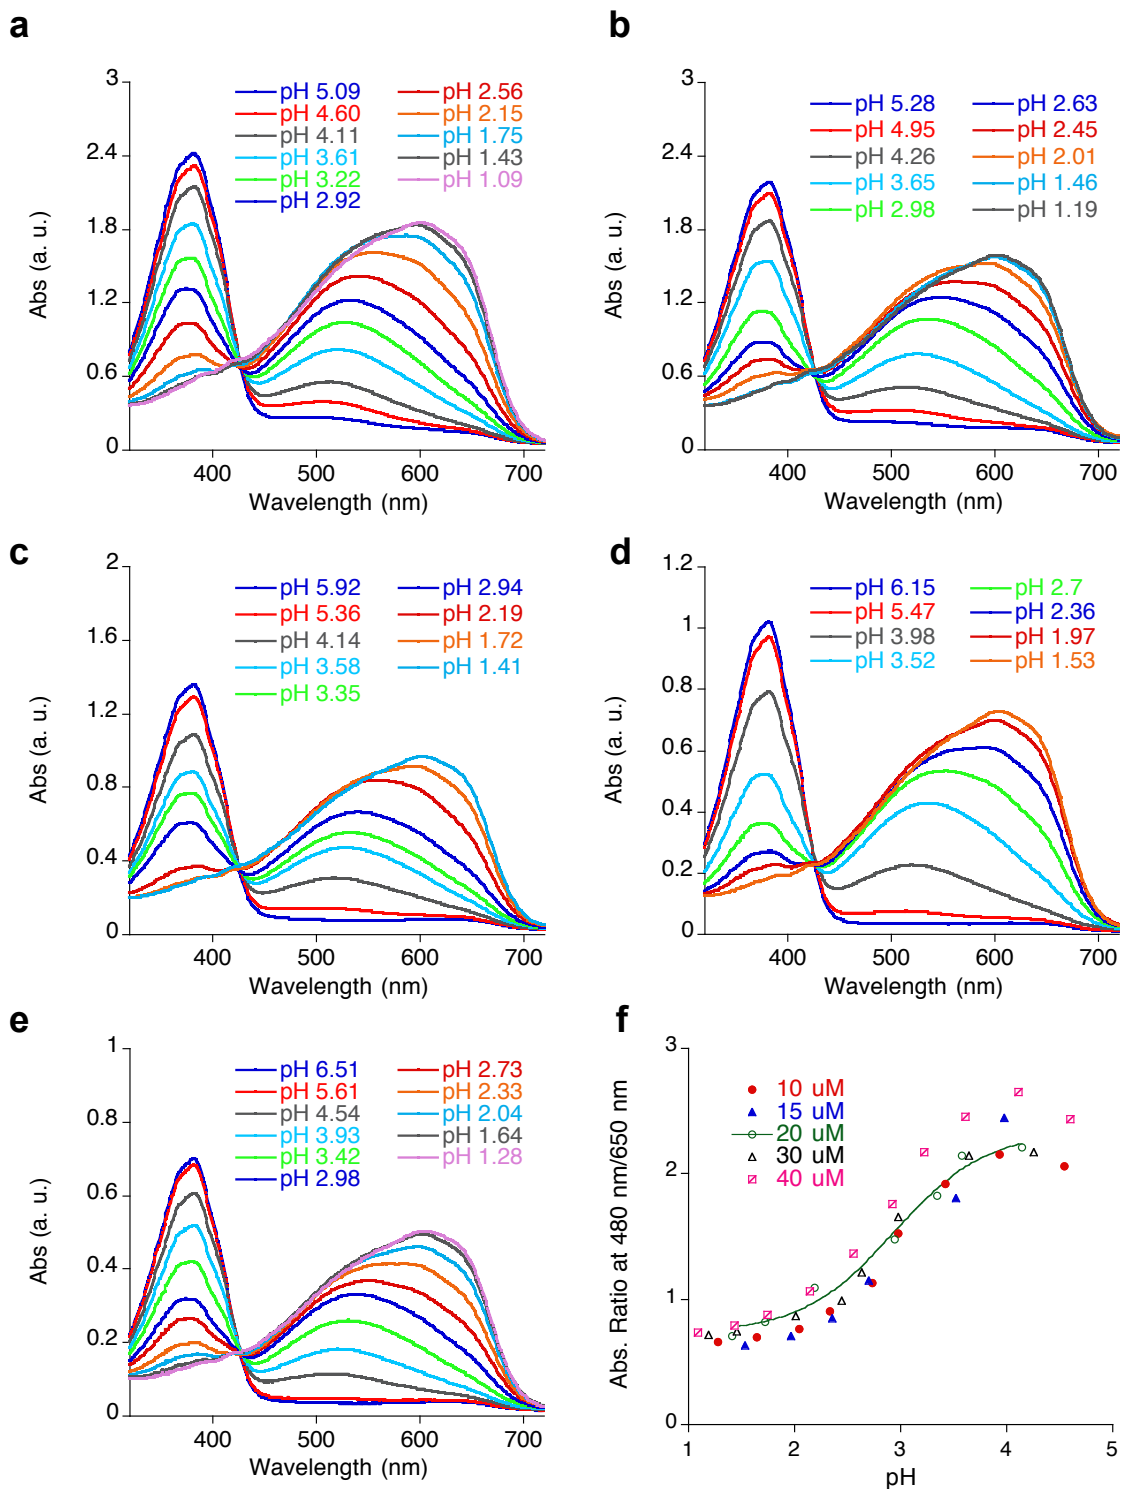 a
3
2.4
1.8
1.2
0.6
0
Abs (a. u.)
pH 5.09
pH 4.60
pH 4.11
pH 3.61
pH 3.22
pH 2.92
pH 2.56
pH 2.15
pH 1.75
pH 1.43
pH 1.09
400 500 600 700
Wavelength (nm)
b
3
2.4
1.8
1.2
0.6
0
Abs (a. u.)
pH 5.28
pH 4.95
pH 4.26
pH 3.65
pH 2.98
pH 2.63
pH 2.45
pH 2.01
pH 1.46
pH 1.19
400 500 600 700
Wavelength (nm)
c
2
1.6
1.2
0.8
0.4
0
Abs (a. u.)
pH 5.92
pH 5.36
pH 4.14
pH 3.58
pH 3.35
pH 2.94
pH 2.19
pH 1.72
pH 1.41
400 500 600 700
Wavelength (nm)
d
1.2
1
0.8
0.6
0.4
0.2
0
Abs (a. u.)
pH 6.15
pH 5.47
pH 3.98
pH 3.52
pH 2.7
pH 2.36
pH 1.97
pH 1.53
400 500 600 700
Wavelength (nm)
e
1
0.8
0.6
0.4
0.2
0
Abs (a. u.)
pH 6.51
pH 5.61
pH 4.54
pH 3.93
pH 3.42
pH 2.98
pH 2.73
pH 2.33
pH 2.04
pH 1.64
pH 1.28
400 500 600 700
Wavelength (nm)
f
3
2
1
0
Abs. Ratio at 480 nm/650 nm
10 uM
15 uM
20 uM
30 uM
40 uM
1 2 3 4 5
pH